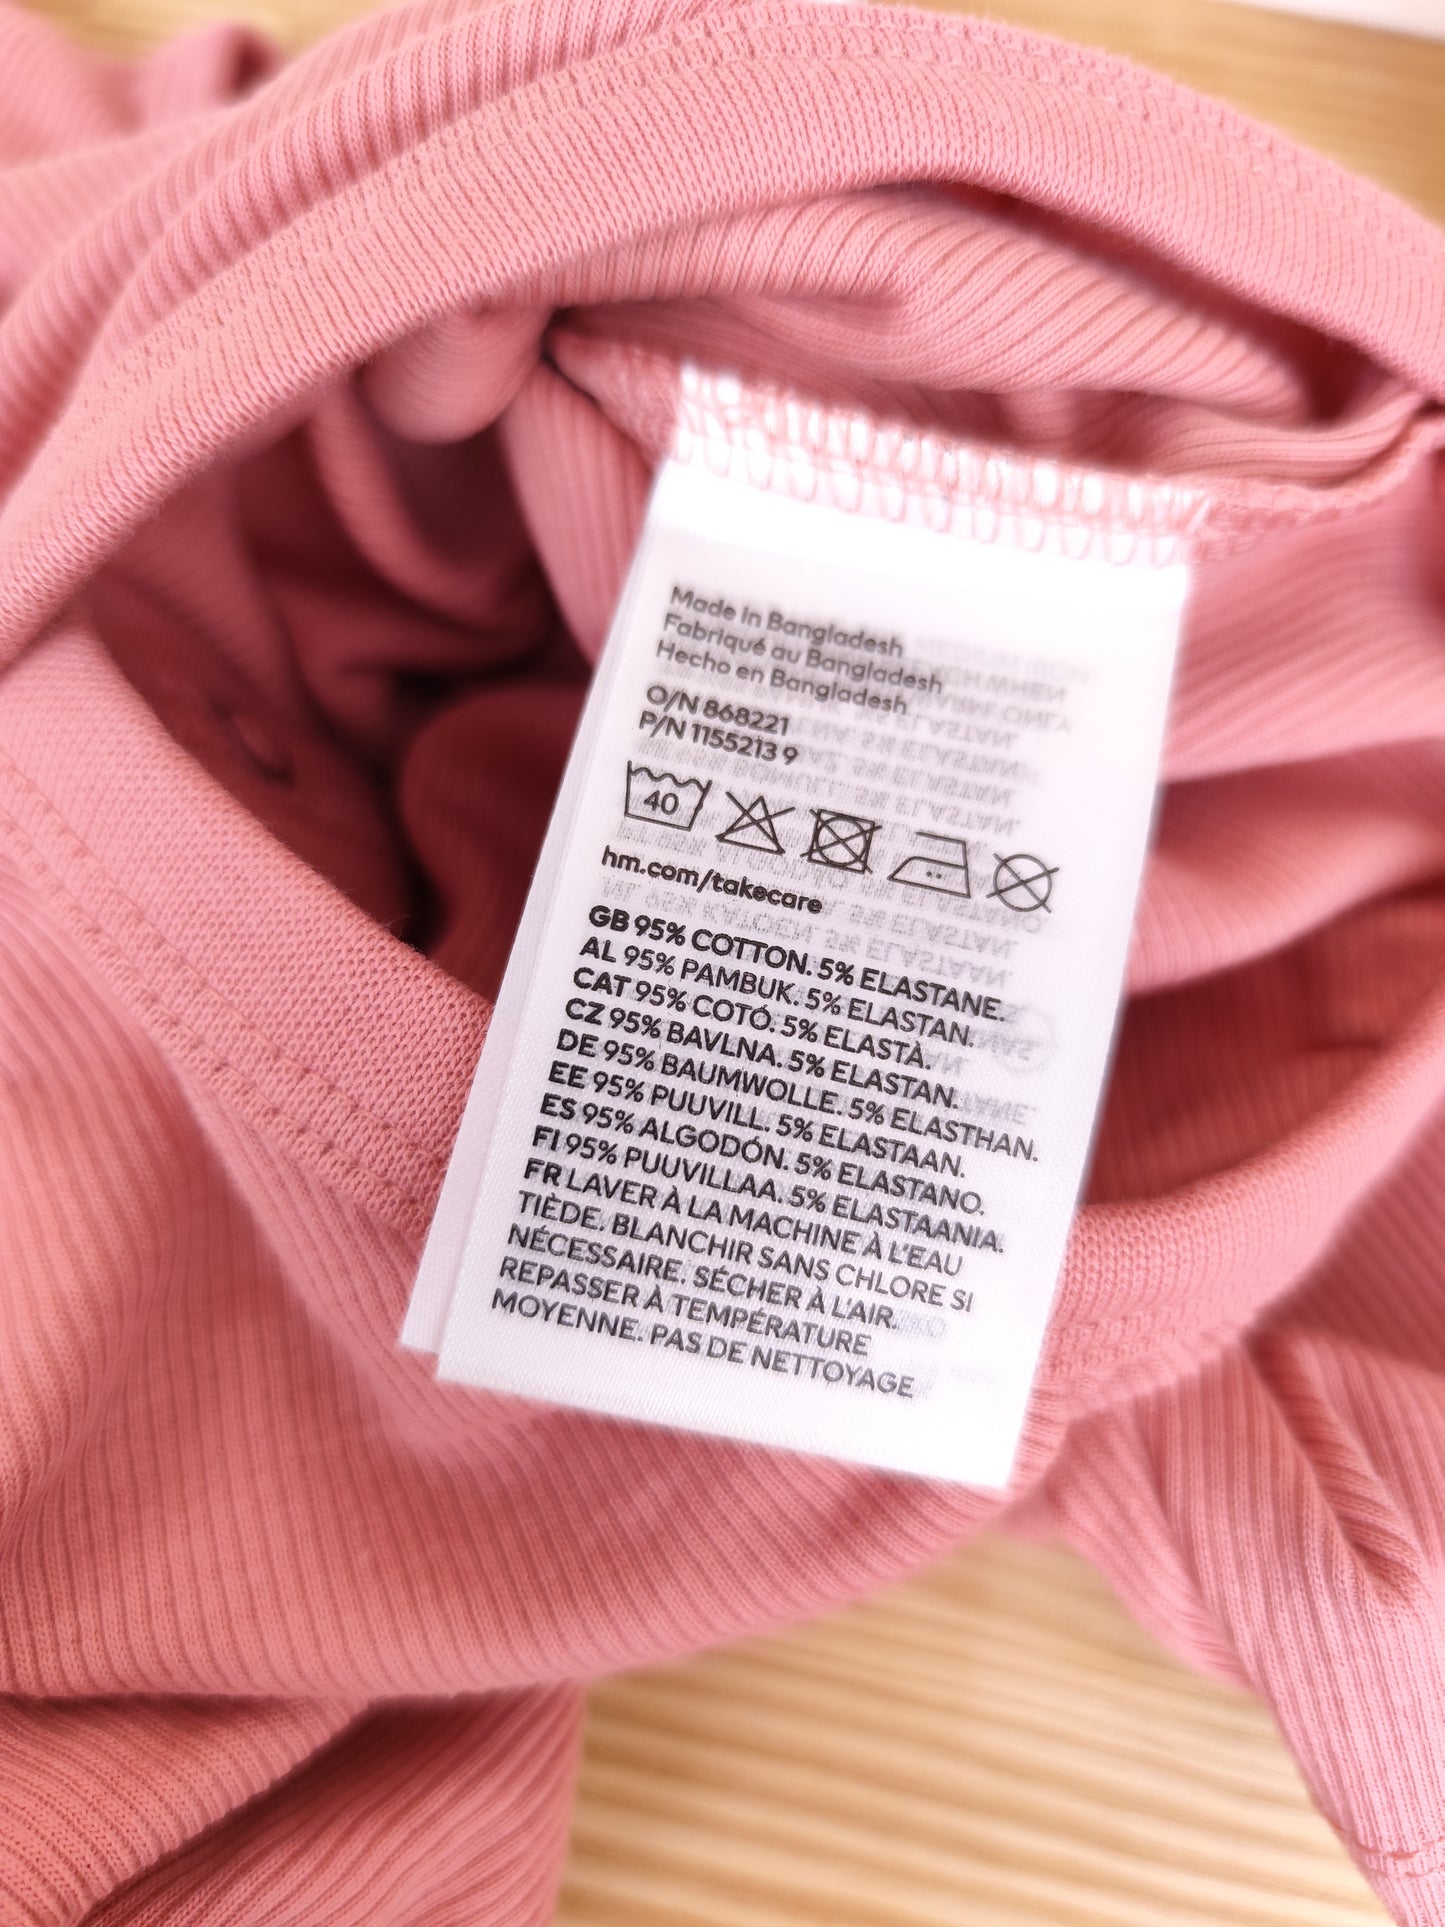 Made in Bangladesh
Fabriqué au Bangladesh
Hecho en Bangladesh
O/N 868221
P/N 1155213 9
40
hm.com/takecare
GB 95% COTTON. 5% ELASTANE.
AL 95% PAMBUK. 5% ELASTAN.
CAT 95% COTÓ. 5% ELASTÀ.
CZ 95% BAVLNA. 5% ELASTAN.
DE 95% BAUMWOLLE. 5% ELASTHAN.
EE 95% PUUVILL. 5% ELASTAAN.
ES 95% ALGODÓN. 5% ELASTANO.
FI 95% PUUVILLAA. 5% ELASTAANIA.
FR LAVER À LA MACHINE À L'EAU
TIÈDE. BLANCHIR SANS CHLORE SI
NÉCESSAIRE. SÉCHER À L'AIR.
REPASSER À TEMPÉRATURE
MOYENNE. PAS DE NETTOYAGE